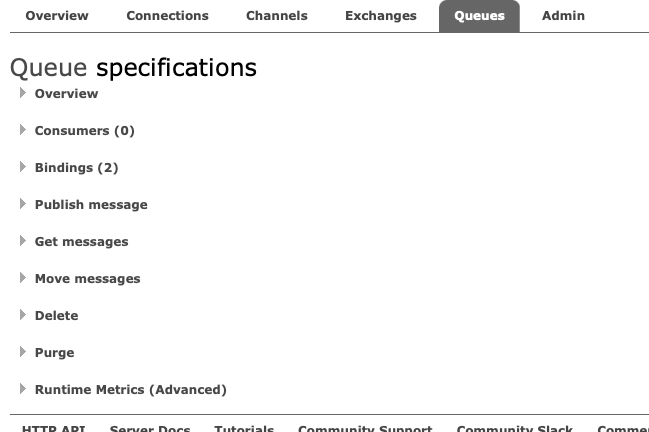 Overview Connections Channels Exchanges Queues Admin
Queue specifications
Overview
Consumers (0)
Bindings (2)
Publish message
Get messages
Move messages
Delete
Purge
Runtime Metrics (Advanced)
HTTP API Server Docs Tutorials Community Support Community Slack